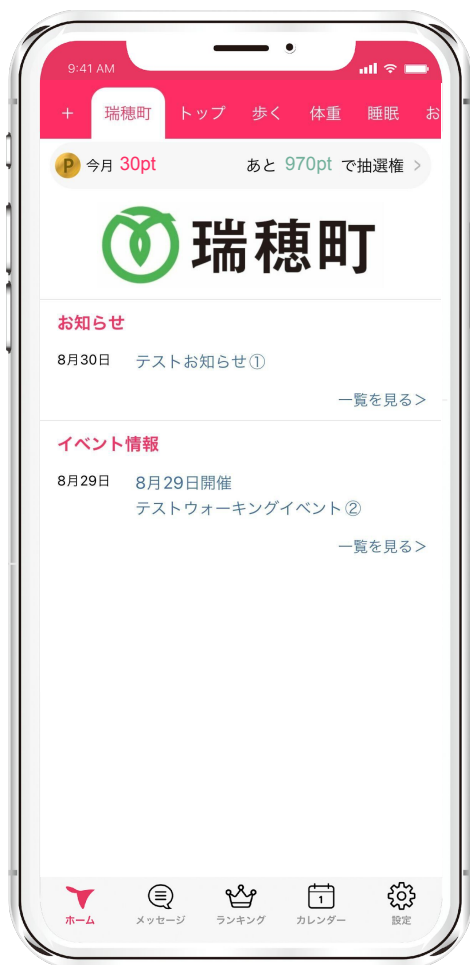 9:41 AM
+ 瑞穂町 トップ 歩く 体重 睡眠 お
P 今月 30pt あと 970pt で抽選権 >
瑞穂町
お知らせ
8月30日 テストお知らせ①
一覧を見る>
イベント情報
8月29日 8月29日開催
テストウォーキングイベント②
一覧を見る>
1
ホーム メッセージ ランキング カレンダー 設定